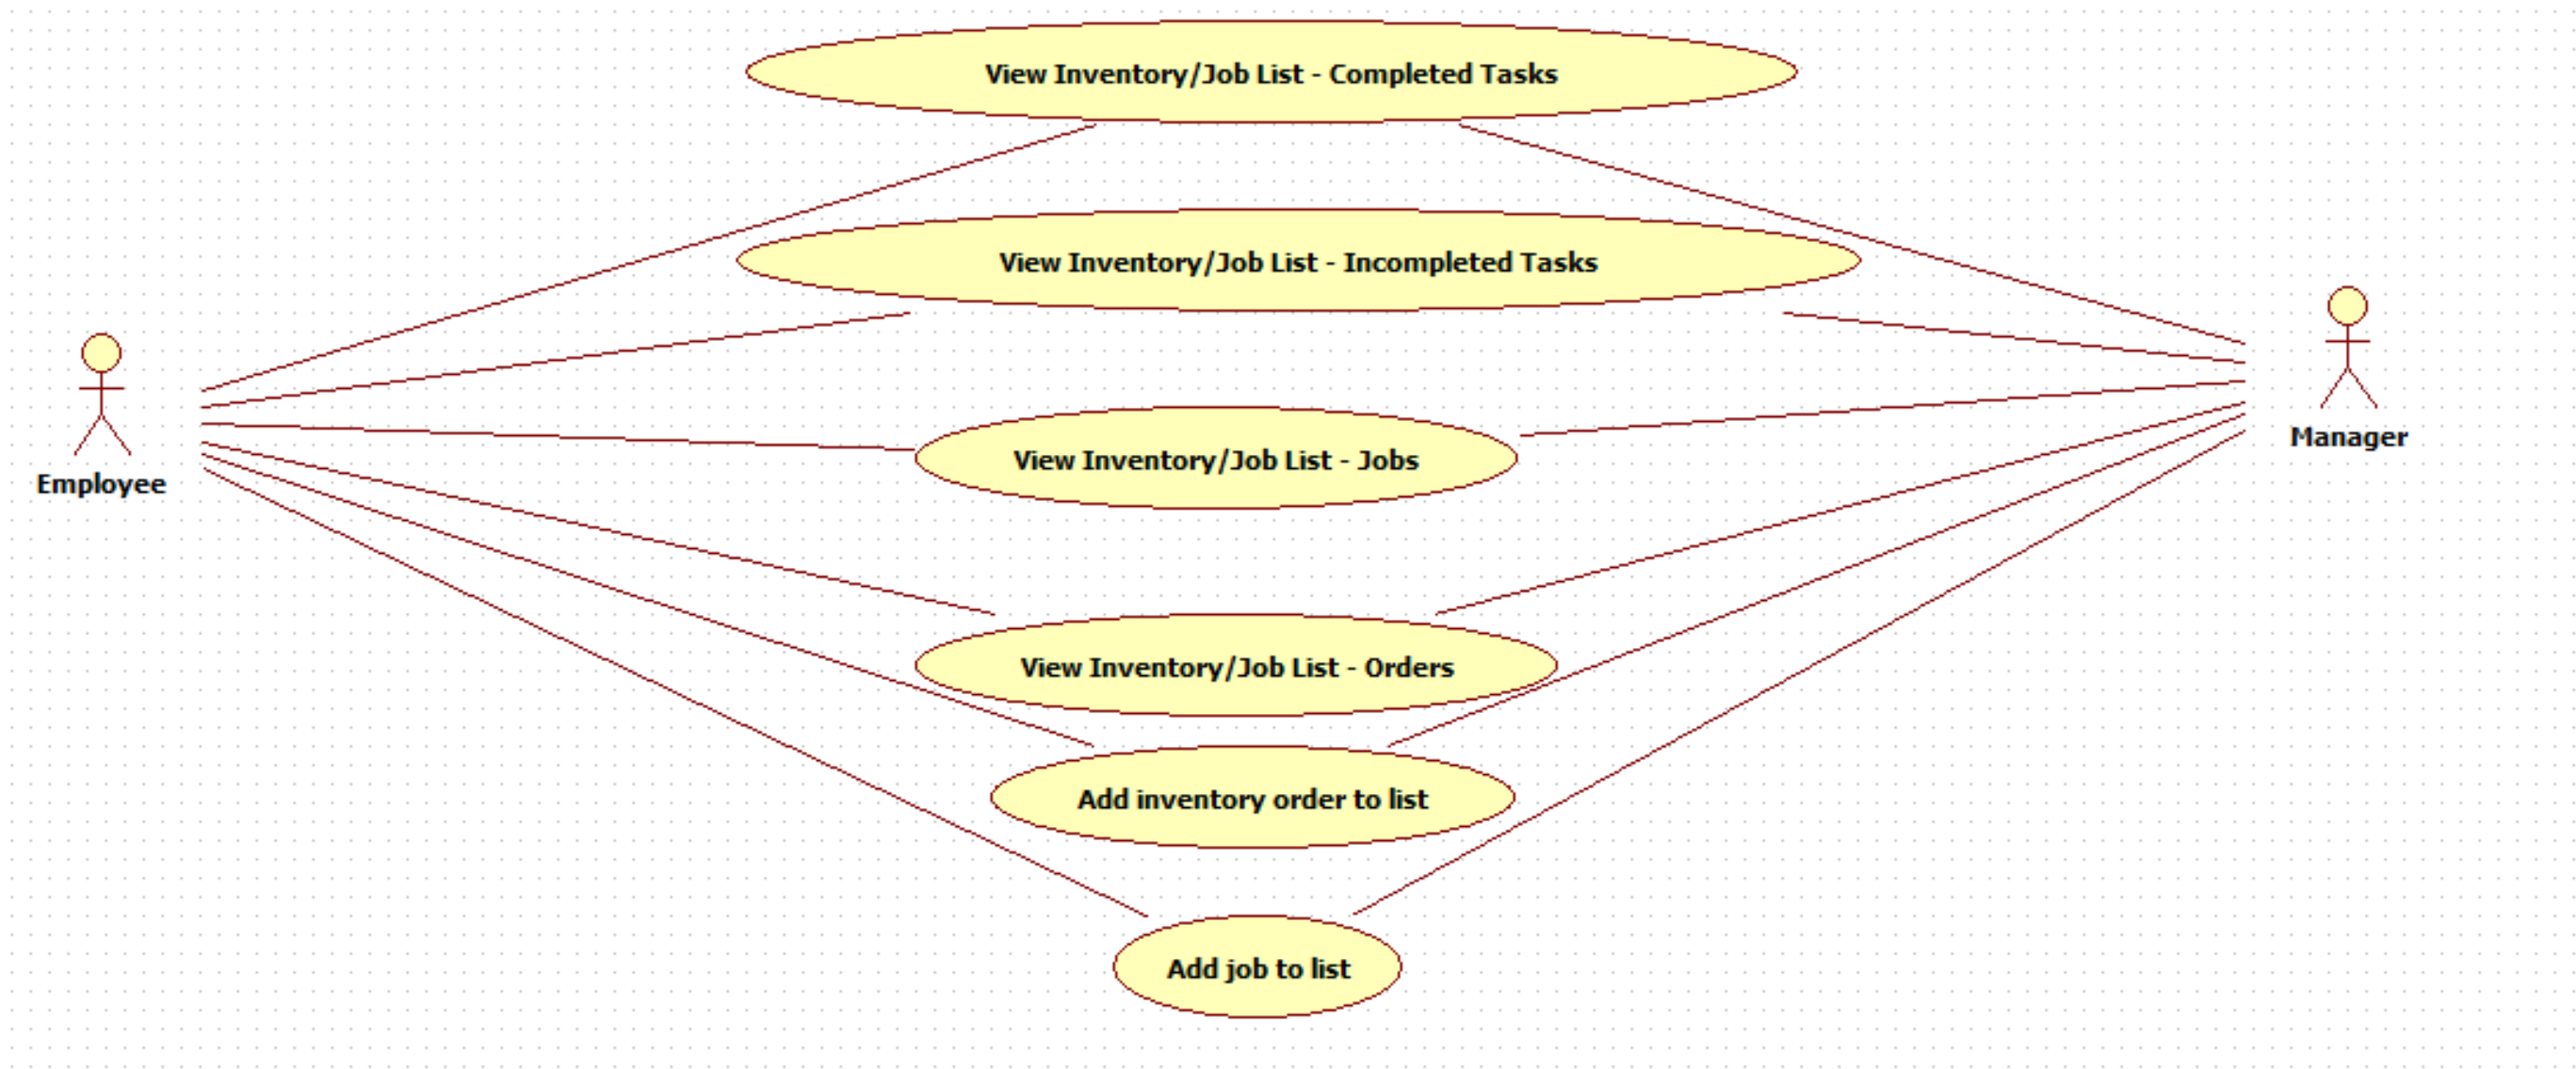 View Inventory/Job List - Completed Tasks
View Inventory/Job List - Incompleted Tasks
Employee
Manager
View Inventory/Job List - Jobs
View Inventory/Job List - Orders
Add inventory order to list
Add job to list